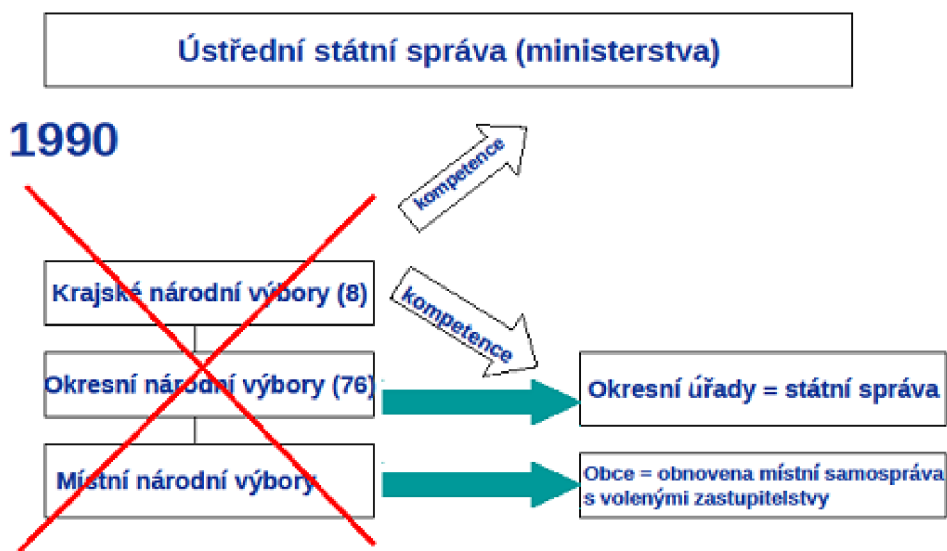 Ústřední státní správa (ministerstva)
1990
kompetence
Krajské národní výbory (8)
kompetence
Okresní národní výbory (76)
Okresní úřady = státní správa
Místní národní výbory
Obce = obnovena místní samospráva
s volenými zastupitelstvy